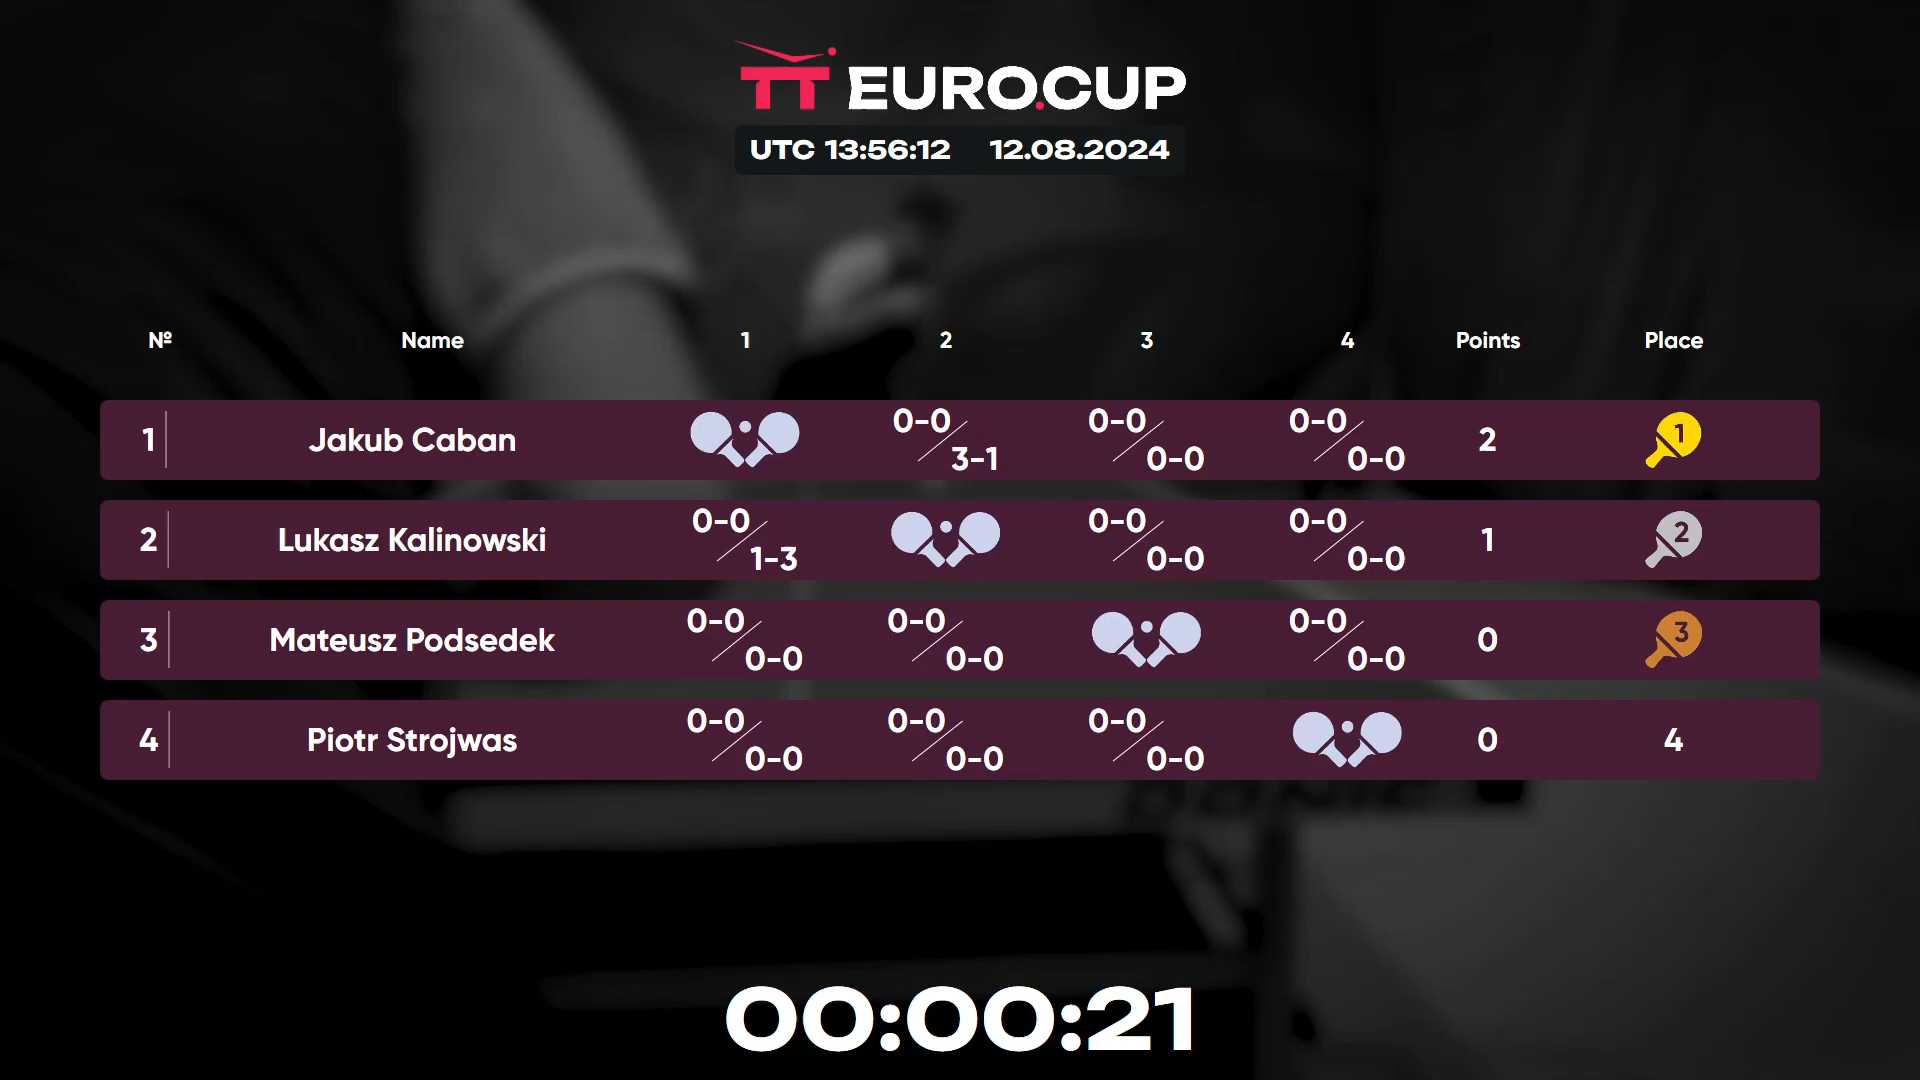 TT EURO.CUP
UTC 13:56:12 12.08.2024
№ Name 1 2 3 4 Points Place
1 Jakub Caban 0-0 3-1 0-0 0-0 0-0 0-0 2 1
2 Lukasz Kalinowski 0-0 1-3 0-0 0-0 0-0 0-0 1 2
3 Mateusz Podsedek 0-0 0-0 0-0 0-0 0-0 0-0 0 3
4 Piotr Strojwas 0-0 0-0 0-0 0-0 0-0 0-0 0 4
00:00:21